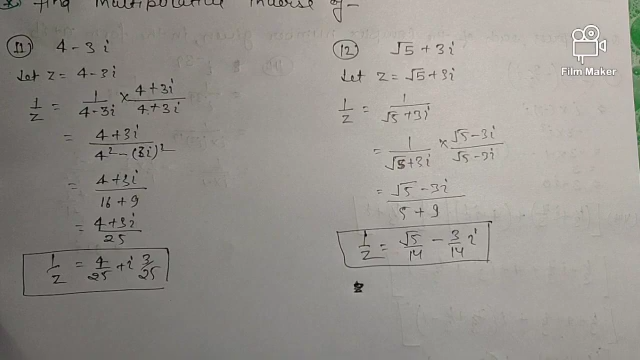 Find Multiplicative Inverse of -
11) 4 - 3i
Let z = 4 - 3i
1/z = 1/(4-3i) × (4+3i)/(4+3i)
= (4+3i)/(4² - (3i)²)
= (4+3i)/(16+9)
= (4+3i)/25
1/z = 4/25 + i 3/25
12) √5 + 3i
Let z = √5 + 3i
1/z = 1/(√5+3i)
= 1/(√5+3i) × (√5-3i)/(√5-3i)
= (√5-3i)/(5+9)
1/z = √5/14 - 3/14 i
Film Maker